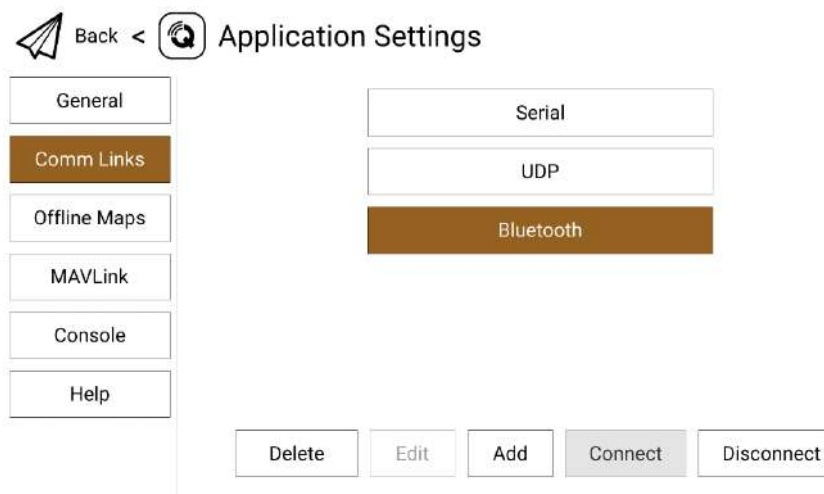 Back < Application Settings
General
Comm Links
Offline Maps
MAVLink
Console
Help
Serial
UDP
Bluetooth
Delete
Edit
Add
Connect
Disconnect